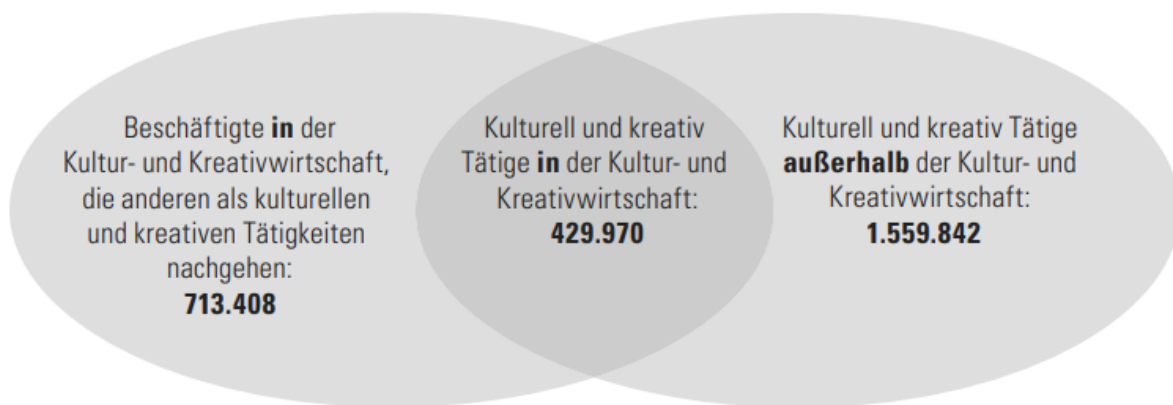 Beschäftigte in der
Kultur- und Kreativwirtschaft,
die anderen als kulturellen
und kreativen Tätigkeiten
nachgehen:
713.408
Kulturell und kreativ
Tätige in der Kultur- und
Kreativwirtschaft:
429.970
Kulturell und kreativ Tätige
außerhalb der Kultur- und
Kreativwirtschaft:
1.559.842